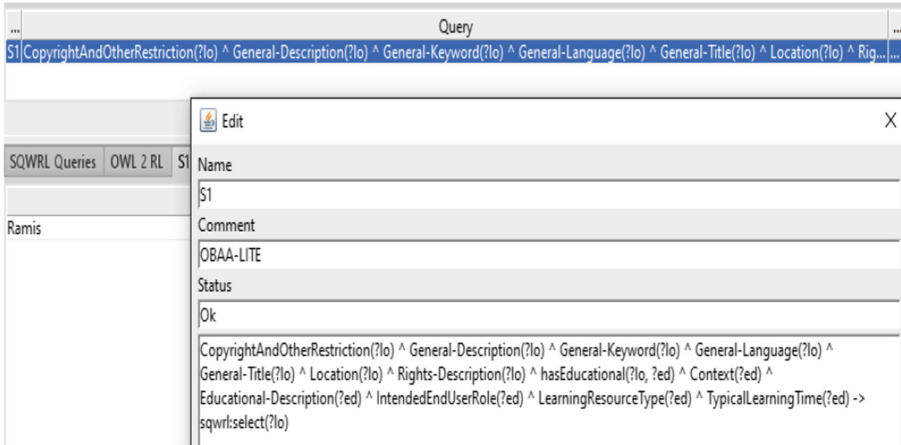 ... Query ...
S1 CopyrightAndOtherRestriction(?lo) ^ General-Description(?lo) ^ General-Keyword(?lo) ^ General-Language(?lo) ^ General-Title(?lo) ^ Location(?lo) ^ Rig... ...
Edit X
SQWRL Queries OWL 2 RL S1
Name
S1
Ramis
Comment
OBAA-LITE
Status
Ok
CopyrightAndOtherRestriction(?lo) ^ General-Description(?lo) ^ General-Keyword(?lo) ^ General-Language(?lo) ^
General-Title(?lo) ^ Location(?lo) ^ Rights-Description(?lo) ^ hasEducational(?lo, ?ed) ^ Context(?ed) ^
Educational-Description(?ed) ^ IntendedEndUserRole(?ed) ^ LearningResourceType(?ed) ^ TypicalLearningTime(?ed) ->
sqwrl:select(?lo)